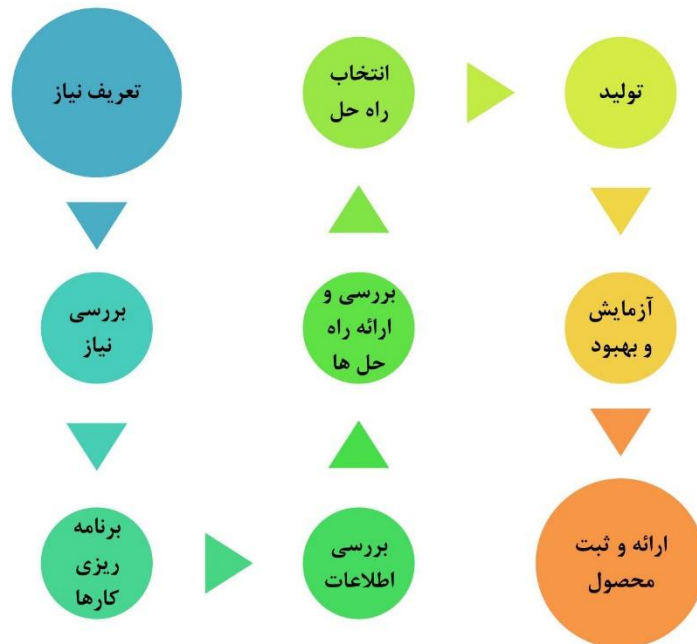 تعریف نیاز
بررسی
نیاز
برنامه
ریزی
کارها
بررسی
اطلاعات
بررسی و
ارائه راه
حل ها
انتخاب
راه حل
تولید
آزمایش
و بهبود
ارائه و ثبت
محصول